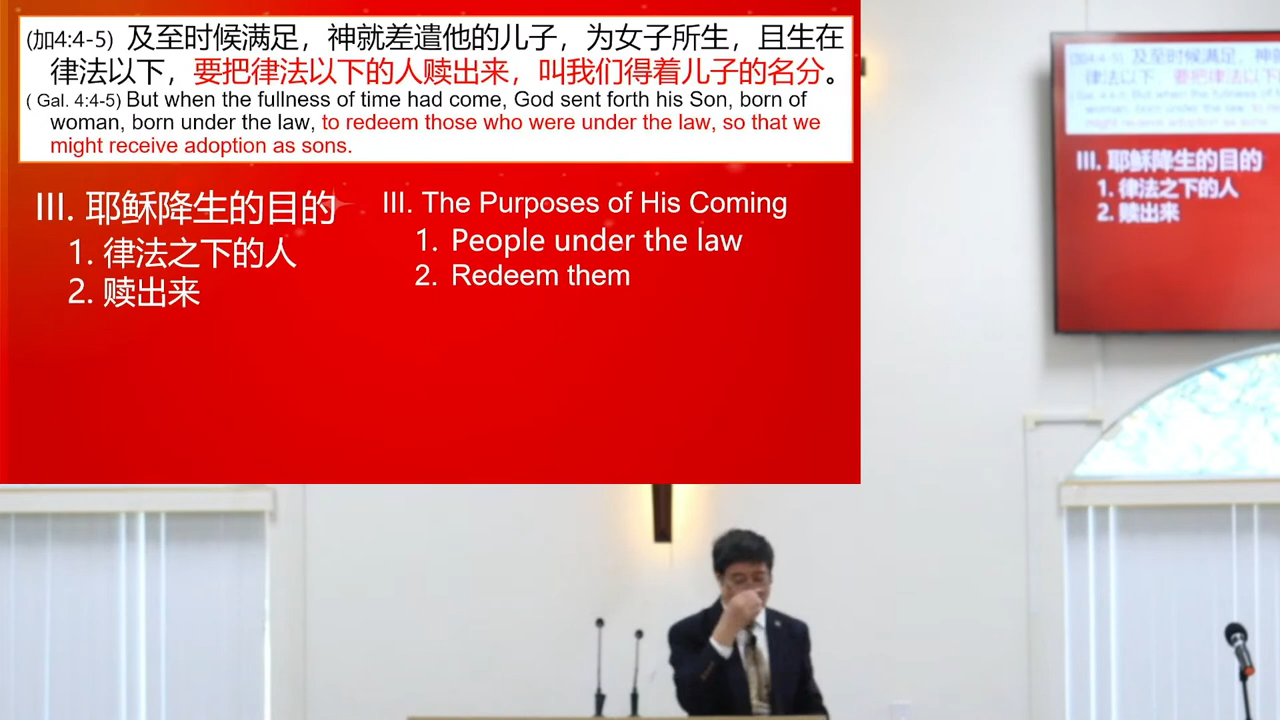 (加4:4-5) 及至时候满足，神就差遣他的儿子，为女子所生，且生在
律法以下，要把律法以下的人赎出来，叫我们得着儿子的名分。
( Gal. 4:4-5) But when the fullness of time had come, God sent forth his Son, born of
woman, born under the law, to redeem those who were under the law, so that we
might receive adoption as sons.
III. 耶稣降生的目的
1. 律法之下的人
2. 赎出来
III. The Purposes of His Coming
1. People under the law
2. Redeem them
III. 耶稣降生的目的
1. 律法之下的人
2. 赎出来